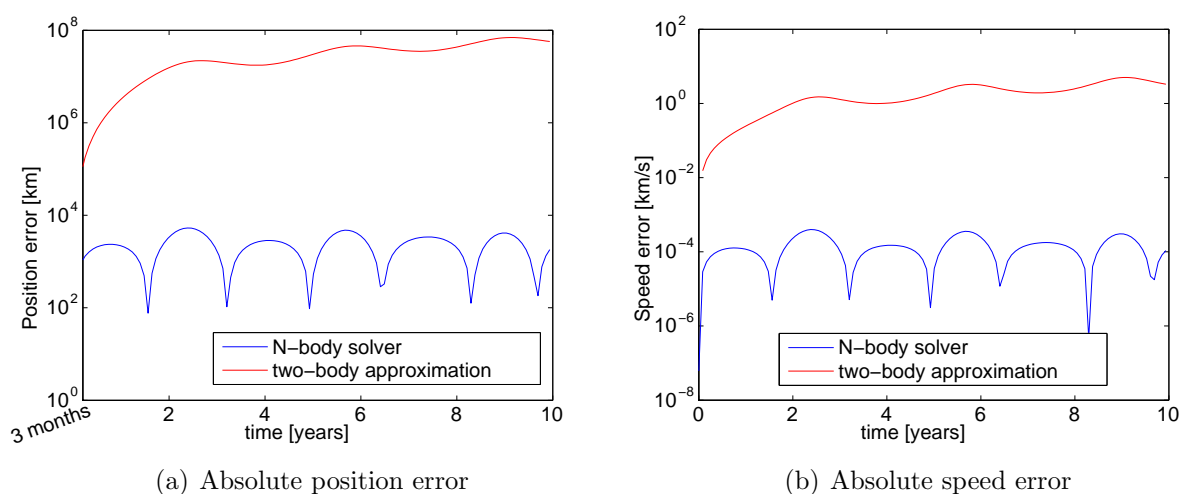 10^8
10^6
10^4
10^2
10^0
Position error [km]
3 months
2
4
6
8
10
time [years]
N−body solver
two−body approximation
(a) Absolute position error
10^2
10^0
10^−2
10^−4
10^−6
10^−8
Speed error [km/s]
0
2
4
6
8
10
time [years]
N−body solver
two−body approximation
(b) Absolute speed error